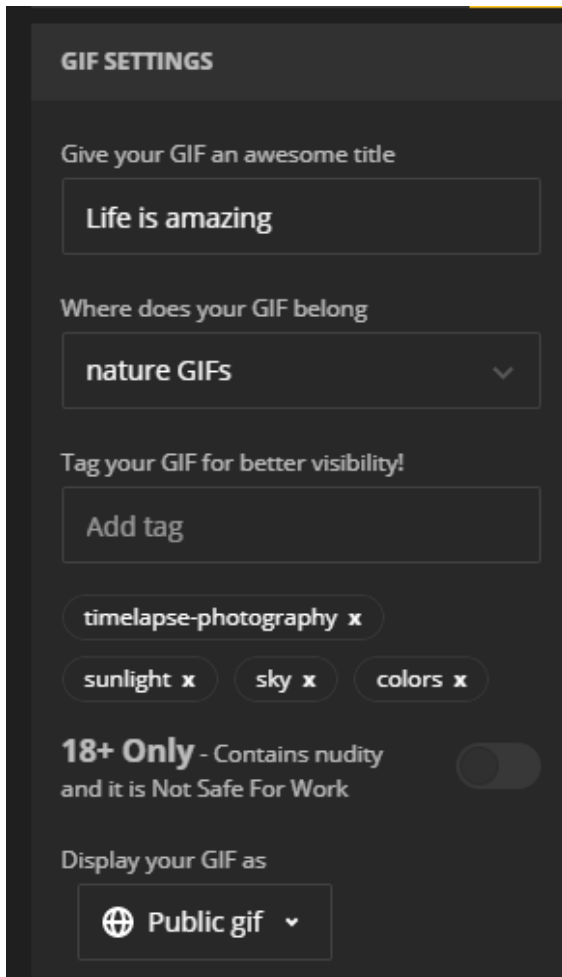 GIF SETTINGS
Give your GIF an awesome title
Life is amazing
Where does your GIF belong
nature GIFs
Tag your GIF for better visibility!
Add tag
timelapse-photography x
sunlight x sky x colors x
18+ Only - Contains nudity
and it is Not Safe For Work
Display your GIF as
Public gif